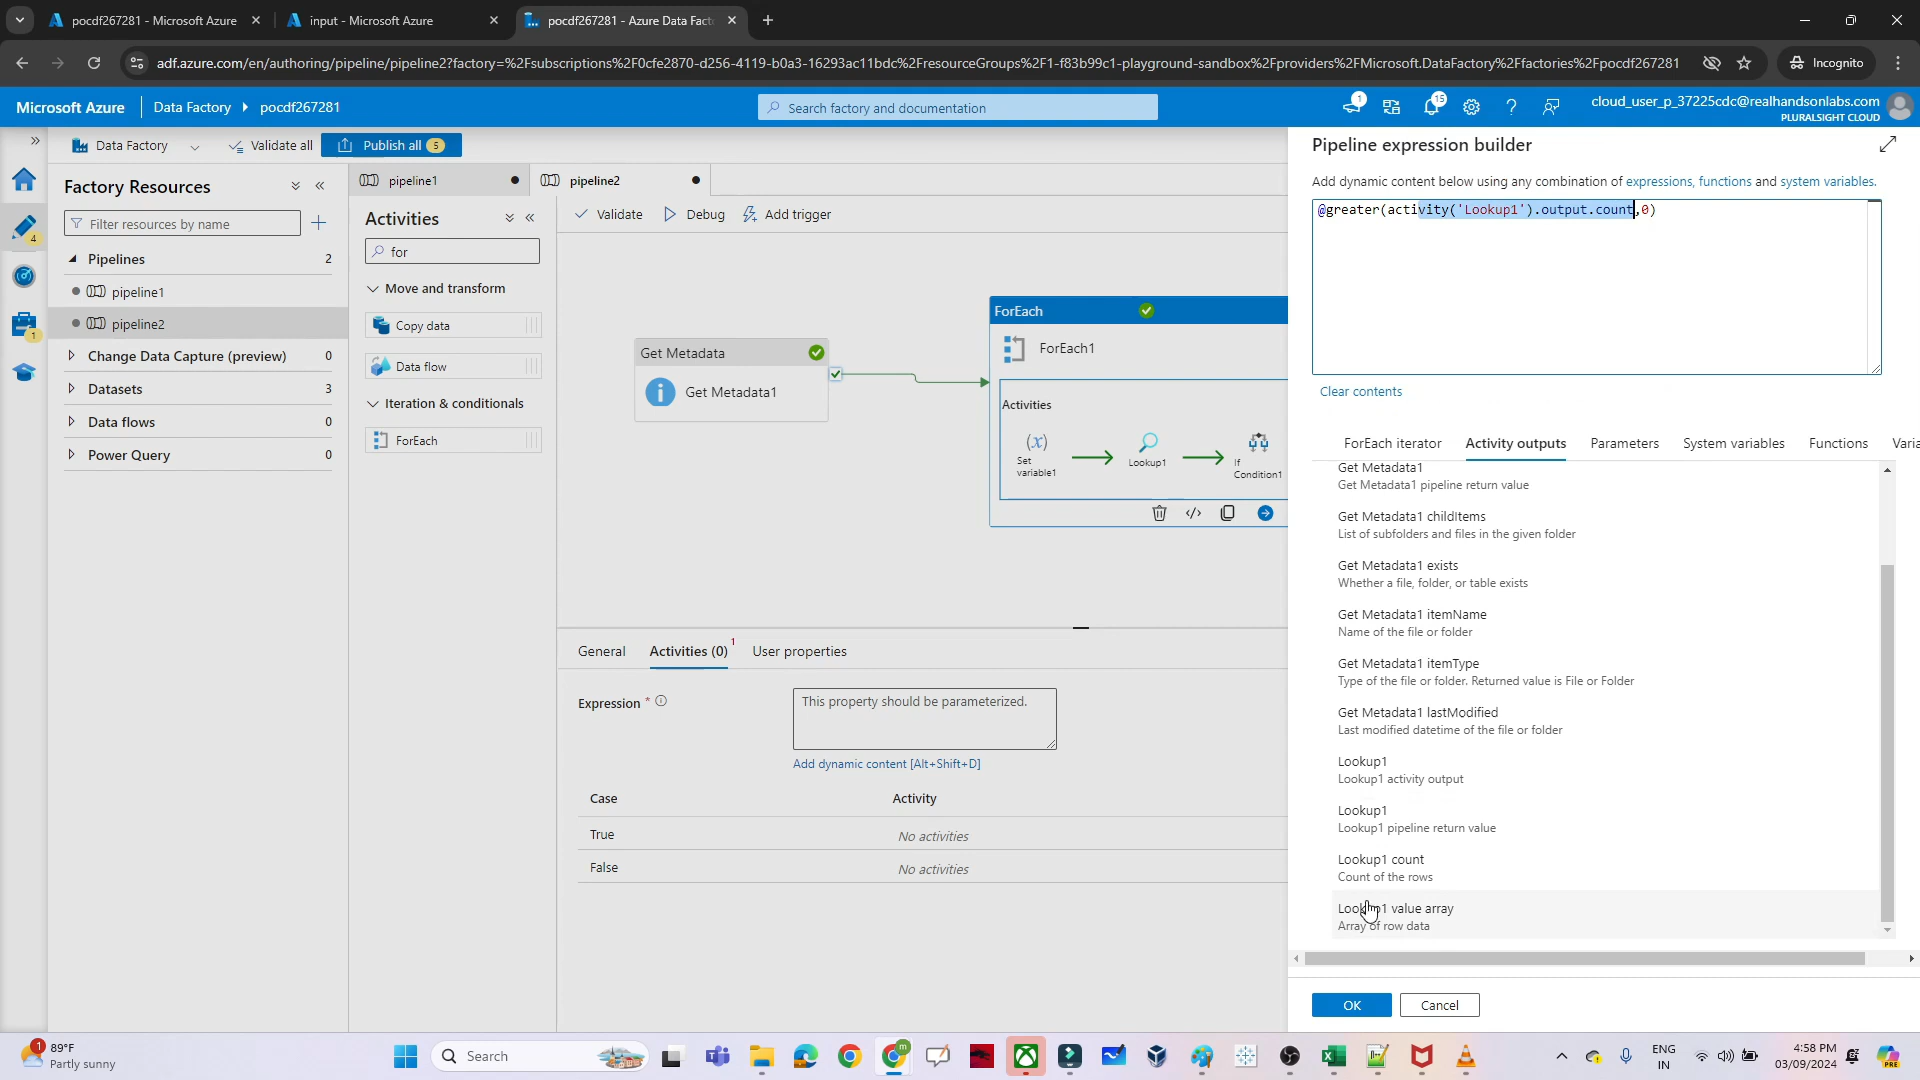 pocdf267281 - Microsoft Azure
input - Microsoft Azure
pocdf267281 - Azure Data Fact
adf.azure.com/en/authoring/pipeline/pipeline2?factory=%2Fsubscriptions%2F0cfe2870-d256-4119-b0a3-16293ac11bdc%2FresourceGroups%2F1-f83b99c1-playground-sandbox%2Fproviders%2FMicrosoft.DataFactory%2Ffactories%2Fpocdf267281
Incognito
Microsoft Azure
Data Factory
pocdf267281
Search factory and documentation
1
15
cloud_user_p_37225cdc@realhandsonlabs.com
PLURALSIGHT CLOUD
Data Factory
Validate all
Publish all 5
4
1
Factory Resources
Filter resources by name
Pipelines 2
pipeline1
pipeline2
Change Data Capture (preview) 0
Datasets 3
Data flows 0
Power Query 0
pipeline1
pipeline2
Activities
for
Move and transform
Copy data
Data flow
Iteration & conditionals
ForEach
Validate
Debug
Add trigger
Get Metadata
Get Metadata1
ForEach
ForEach1
Activities
Set variable1
Lookup1
If Condition1
General
Activities (0) 1
User properties
Expression *
This property should be parameterized.
Add dynamic content [Alt+Shift+D]
Case Activity
True No activities
False No activities
Pipeline expression builder
Add dynamic content below using any combination of expressions, functions and system variables.
@greater(activity('Lookup1').output.count,0)
Clear contents
ForEach iterator
Activity outputs
Parameters
System variables
Functions
Varia
Get Metadata1
Get Metadata1 pipeline return value
Get Metadata1 childItems
List of subfolders and files in the given folder
Get Metadata1 exists
Whether a file, folder, or table exists
Get Metadata1 itemName
Name of the file or folder
Get Metadata1 itemType
Type of the file or folder. Returned value is File or Folder
Get Metadata1 lastModified
Last modified datetime of the file or folder
Lookup1
Lookup1 activity output
Lookup1
Lookup1 pipeline return value
Lookup1 count
Count of the rows
Lookup1 value array
Array of row data
OK
Cancel
1
89°F
Partly sunny
Search
m
ENG
IN
4:58 PM
03/09/2024
PRE